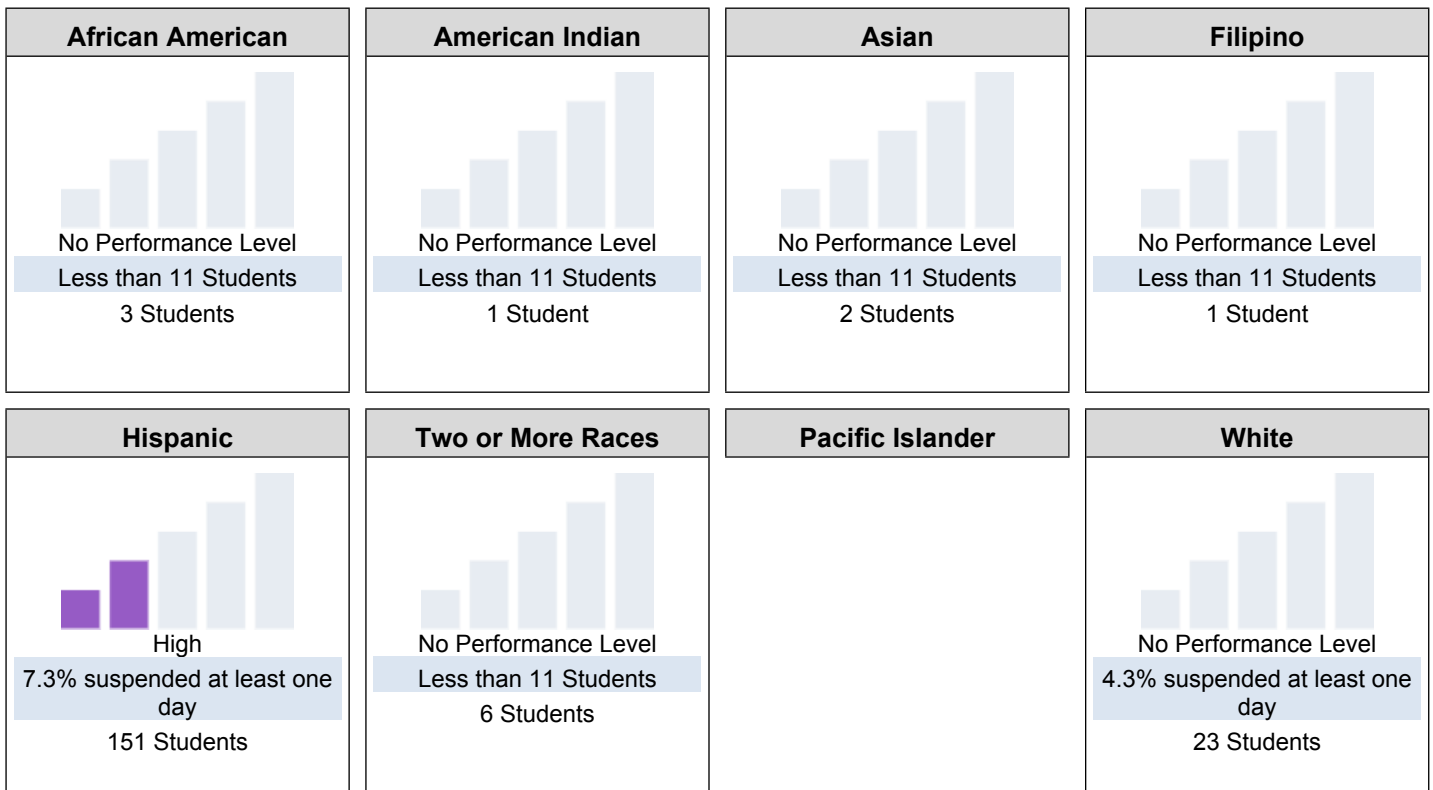 African American
No Performance Level
Less than 11 Students
3 Students
American Indian
No Performance Level
Less than 11 Students
1 Student
Asian
No Performance Level
Less than 11 Students
2 Students
Filipino
No Performance Level
Less than 11 Students
1 Student
Hispanic
High
7.3% suspended at least one
day
151 Students
Two or More Races
No Performance Level
Less than 11 Students
6 Students
Pacific Islander
White
No Performance Level
4.3% suspended at least one
day
23 Students